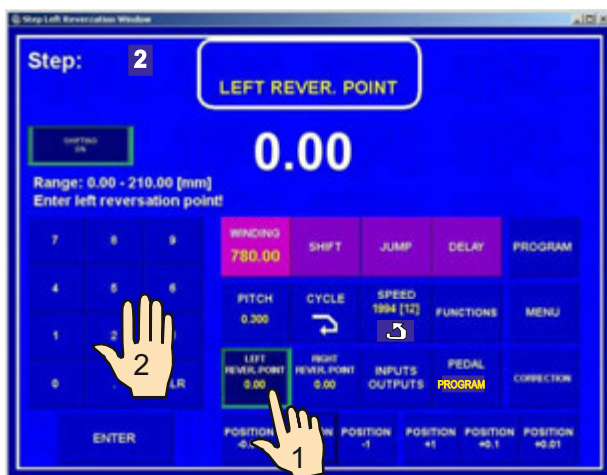 Step Left Reversation Window
Step: 2
LEFT REVER. POINT
SHIFTING
ON
0.00
Range: 0.00 - 210.00 [mm]
Enter left reversation point!
7 8 9
WINDING
780.00
SHIFT
JUMP
DELAY
PROGRAM
4 6
PITCH
0.300
CYCLE
SPEED
1994 [12]
FUNCTIONS
MENU
1 2
LEFT
REVER. POINT
0.00
RIGHT
REVER. POINT
0.00
INPUTS
OUTPUTS
PEDAL
PROGRAM
CORRECTION
0 .
ENTER
POSITION
POSITION
-1
POSITION
+1
POSITION
+0.1
POSITION
+0.01
2
1